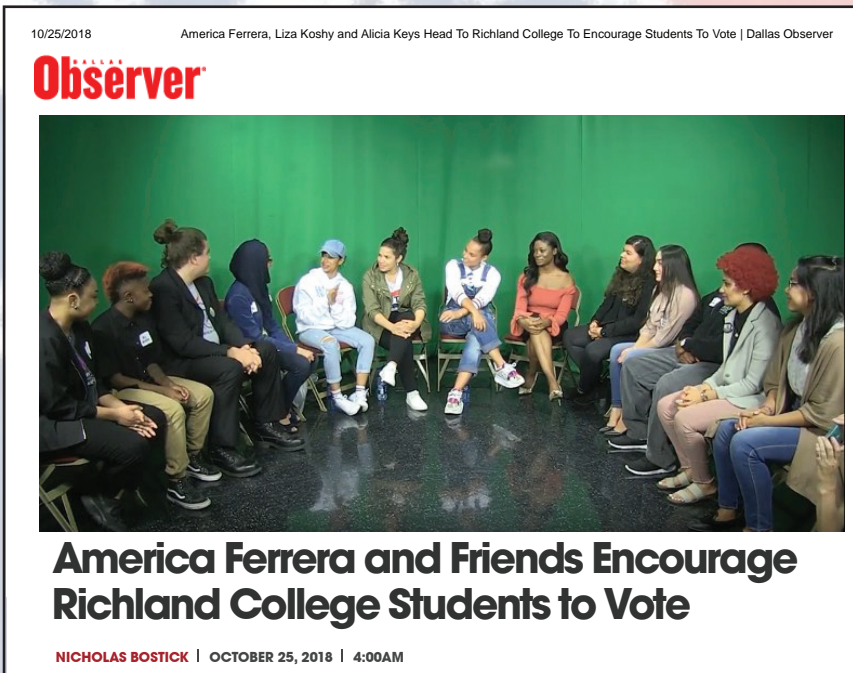 10/25/2018 America Ferrera, Liza Koshy and Alicia Keys Head To Richland College To Encourage Students To Vote | Dallas Observer
DALLAS
Observer
America Ferrera and Friends Encourage
Richland College Students to Vote
NICHOLAS BOSTICK | OCTOBER 25, 2018 | 4:00AM